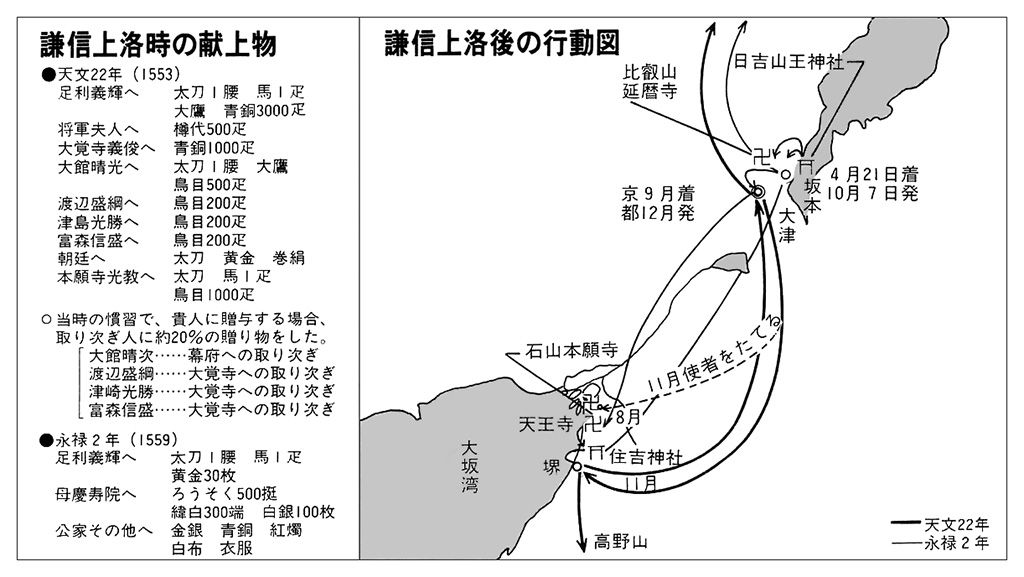 謙信上洛時の献上物
●天文22年（1553）
足利義輝へ 太刀1腰 馬1疋
大鷹 青銅3000疋
将軍夫人へ 樽代500疋
大覚寺義俊へ 青銅1000疋
大館晴光へ 太刀1腰 大鷹
鳥目500疋
渡辺盛綱へ 鳥目200疋
津島光勝へ 鳥目200疋
富森信盛へ 鳥目200疋
朝廷へ 太刀 黄金 巻絹
本願寺光教へ 太刀 馬1疋
鳥目1000疋
○当時の慣習で、貴人に贈与する場合、
取り次ぎ人に約20％の贈り物をした。
大館晴次……幕府への取り次ぎ
渡辺盛綱……大覚寺への取り次ぎ
津崎光勝……大覚寺への取り次ぎ
富森信盛……大覚寺への取り次ぎ
●永禄2年（1559）
足利義輝へ 太刀1腰 馬1疋
黄金30枚
母慶寿院へ ろうそく500挺
緯白300端 白銀100枚
公家その他へ 金銀 青銅 紅燭
白布 衣服
謙信上洛後の行動図
日吉山王神社
比叡山
延暦寺
卍
坂本
4月21日着
10月7日発
京都
9月着
12月発
大津
11月使者をたてる
石山本願寺
卍
8月
天王寺
卍
住吉神社
大坂湾
堺
11月
高野山
天文22年
永禄2年